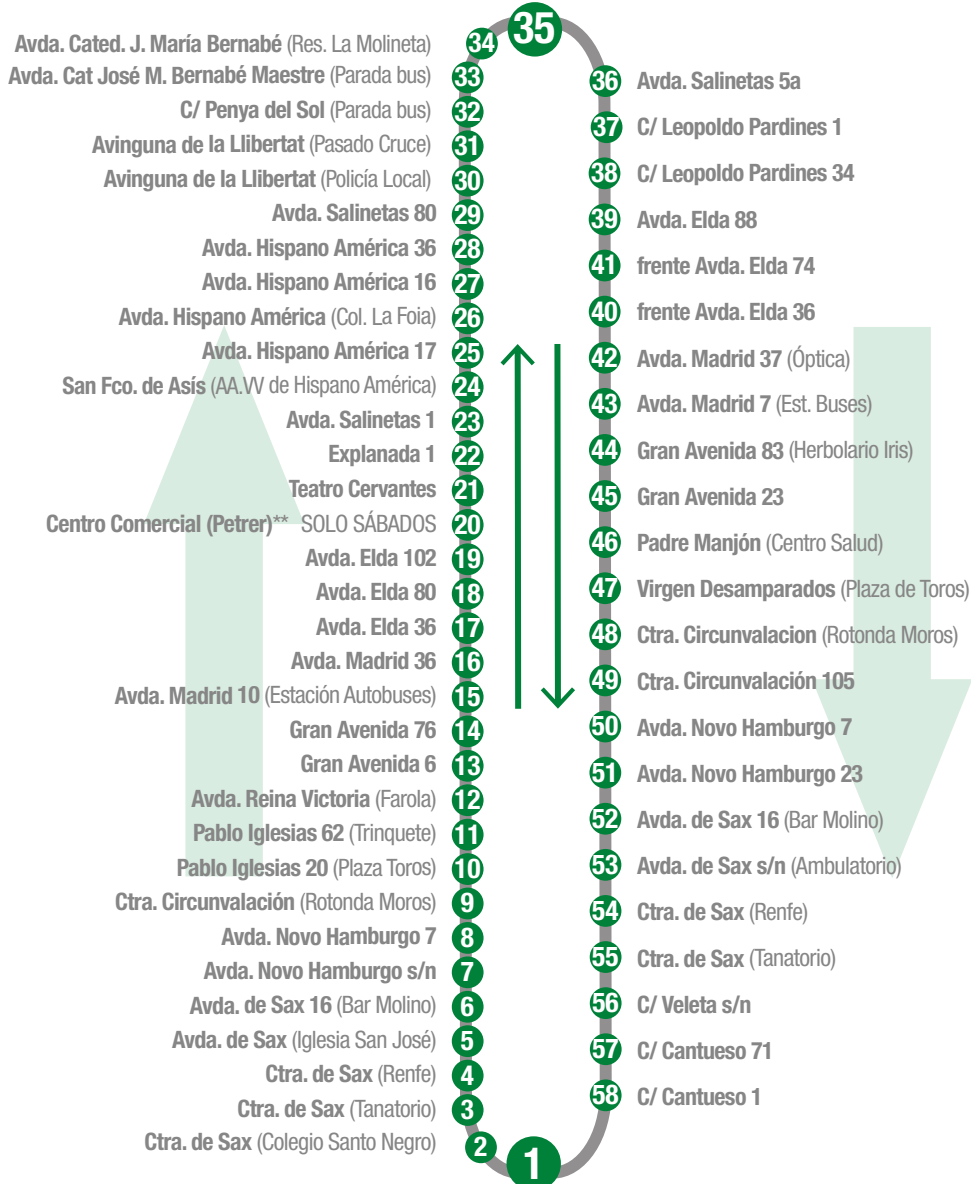 35
Avda. Cated. J. María Bernabé (Res. La Molineta) 34
Avda. Cat José M. Bernabé Maestre (Parada bus) 33
C/ Penya del Sol (Parada bus) 32
Avinguna de la Llibertat (Pasado Cruce) 31
Avinguna de la Llibertat (Policía Local) 30
Avda. Salinetas 80 29
Avda. Hispano América 36 28
Avda. Hispano América 16 27
Avda. Hispano América (Col. La Foia) 26
Avda. Hispano América 17 25
San Fco. de Asís (AA.VV de Hispano América) 24
Avda. Salinetas 1 23
Explanada 1 22
Teatro Cervantes 21
Centro Comercial (Petrer)** SOLO SÁBADOS 20
Avda. Elda 102 19
Avda. Elda 80 18
Avda. Elda 36 17
Avda. Madrid 36 16
Avda. Madrid 10 (Estación Autobuses) 15
Gran Avenida 76 14
Gran Avenida 6 13
Avda. Reina Victoria (Farola) 12
Pablo Iglesias 62 (Trinquete) 11
Pablo Iglesias 20 (Plaza Toros) 10
Ctra. Circunvalación (Rotonda Moros) 9
Avda. Novo Hamburgo 7 8
Avda. Novo Hamburgo s/n 7
Avda. de Sax 16 (Bar Molino) 6
Avda. de Sax (Iglesia San José) 5
Ctra. de Sax (Renfe) 4
Ctra. de Sax (Tanatorio) 3
Ctra. de Sax (Colegio Santo Negro) 2
1
36 Avda. Salinetas 5a
37 C/ Leopoldo Pardines 1
38 C/ Leopoldo Pardines 34
39 Avda. Elda 88
41 frente Avda. Elda 74
40 frente Avda. Elda 36
42 Avda. Madrid 37 (Óptica)
43 Avda. Madrid 7 (Est. Buses)
44 Gran Avenida 83 (Herbolario Iris)
45 Gran Avenida 23
46 Padre Manjón (Centro Salud)
47 Virgen Desamparados (Plaza de Toros)
48 Ctra. Circunvalacion (Rotonda Moros)
49 Ctra. Circunvalación 105
50 Avda. Novo Hamburgo 7
51 Avda. Novo Hamburgo 23
52 Avda. de Sax 16 (Bar Molino)
53 Avda. de Sax s/n (Ambulatorio)
54 Ctra. de Sax (Renfe)
55 Ctra. de Sax (Tanatorio)
56 C/ Veleta s/n
57 C/ Cantueso 71
58 C/ Cantueso 1